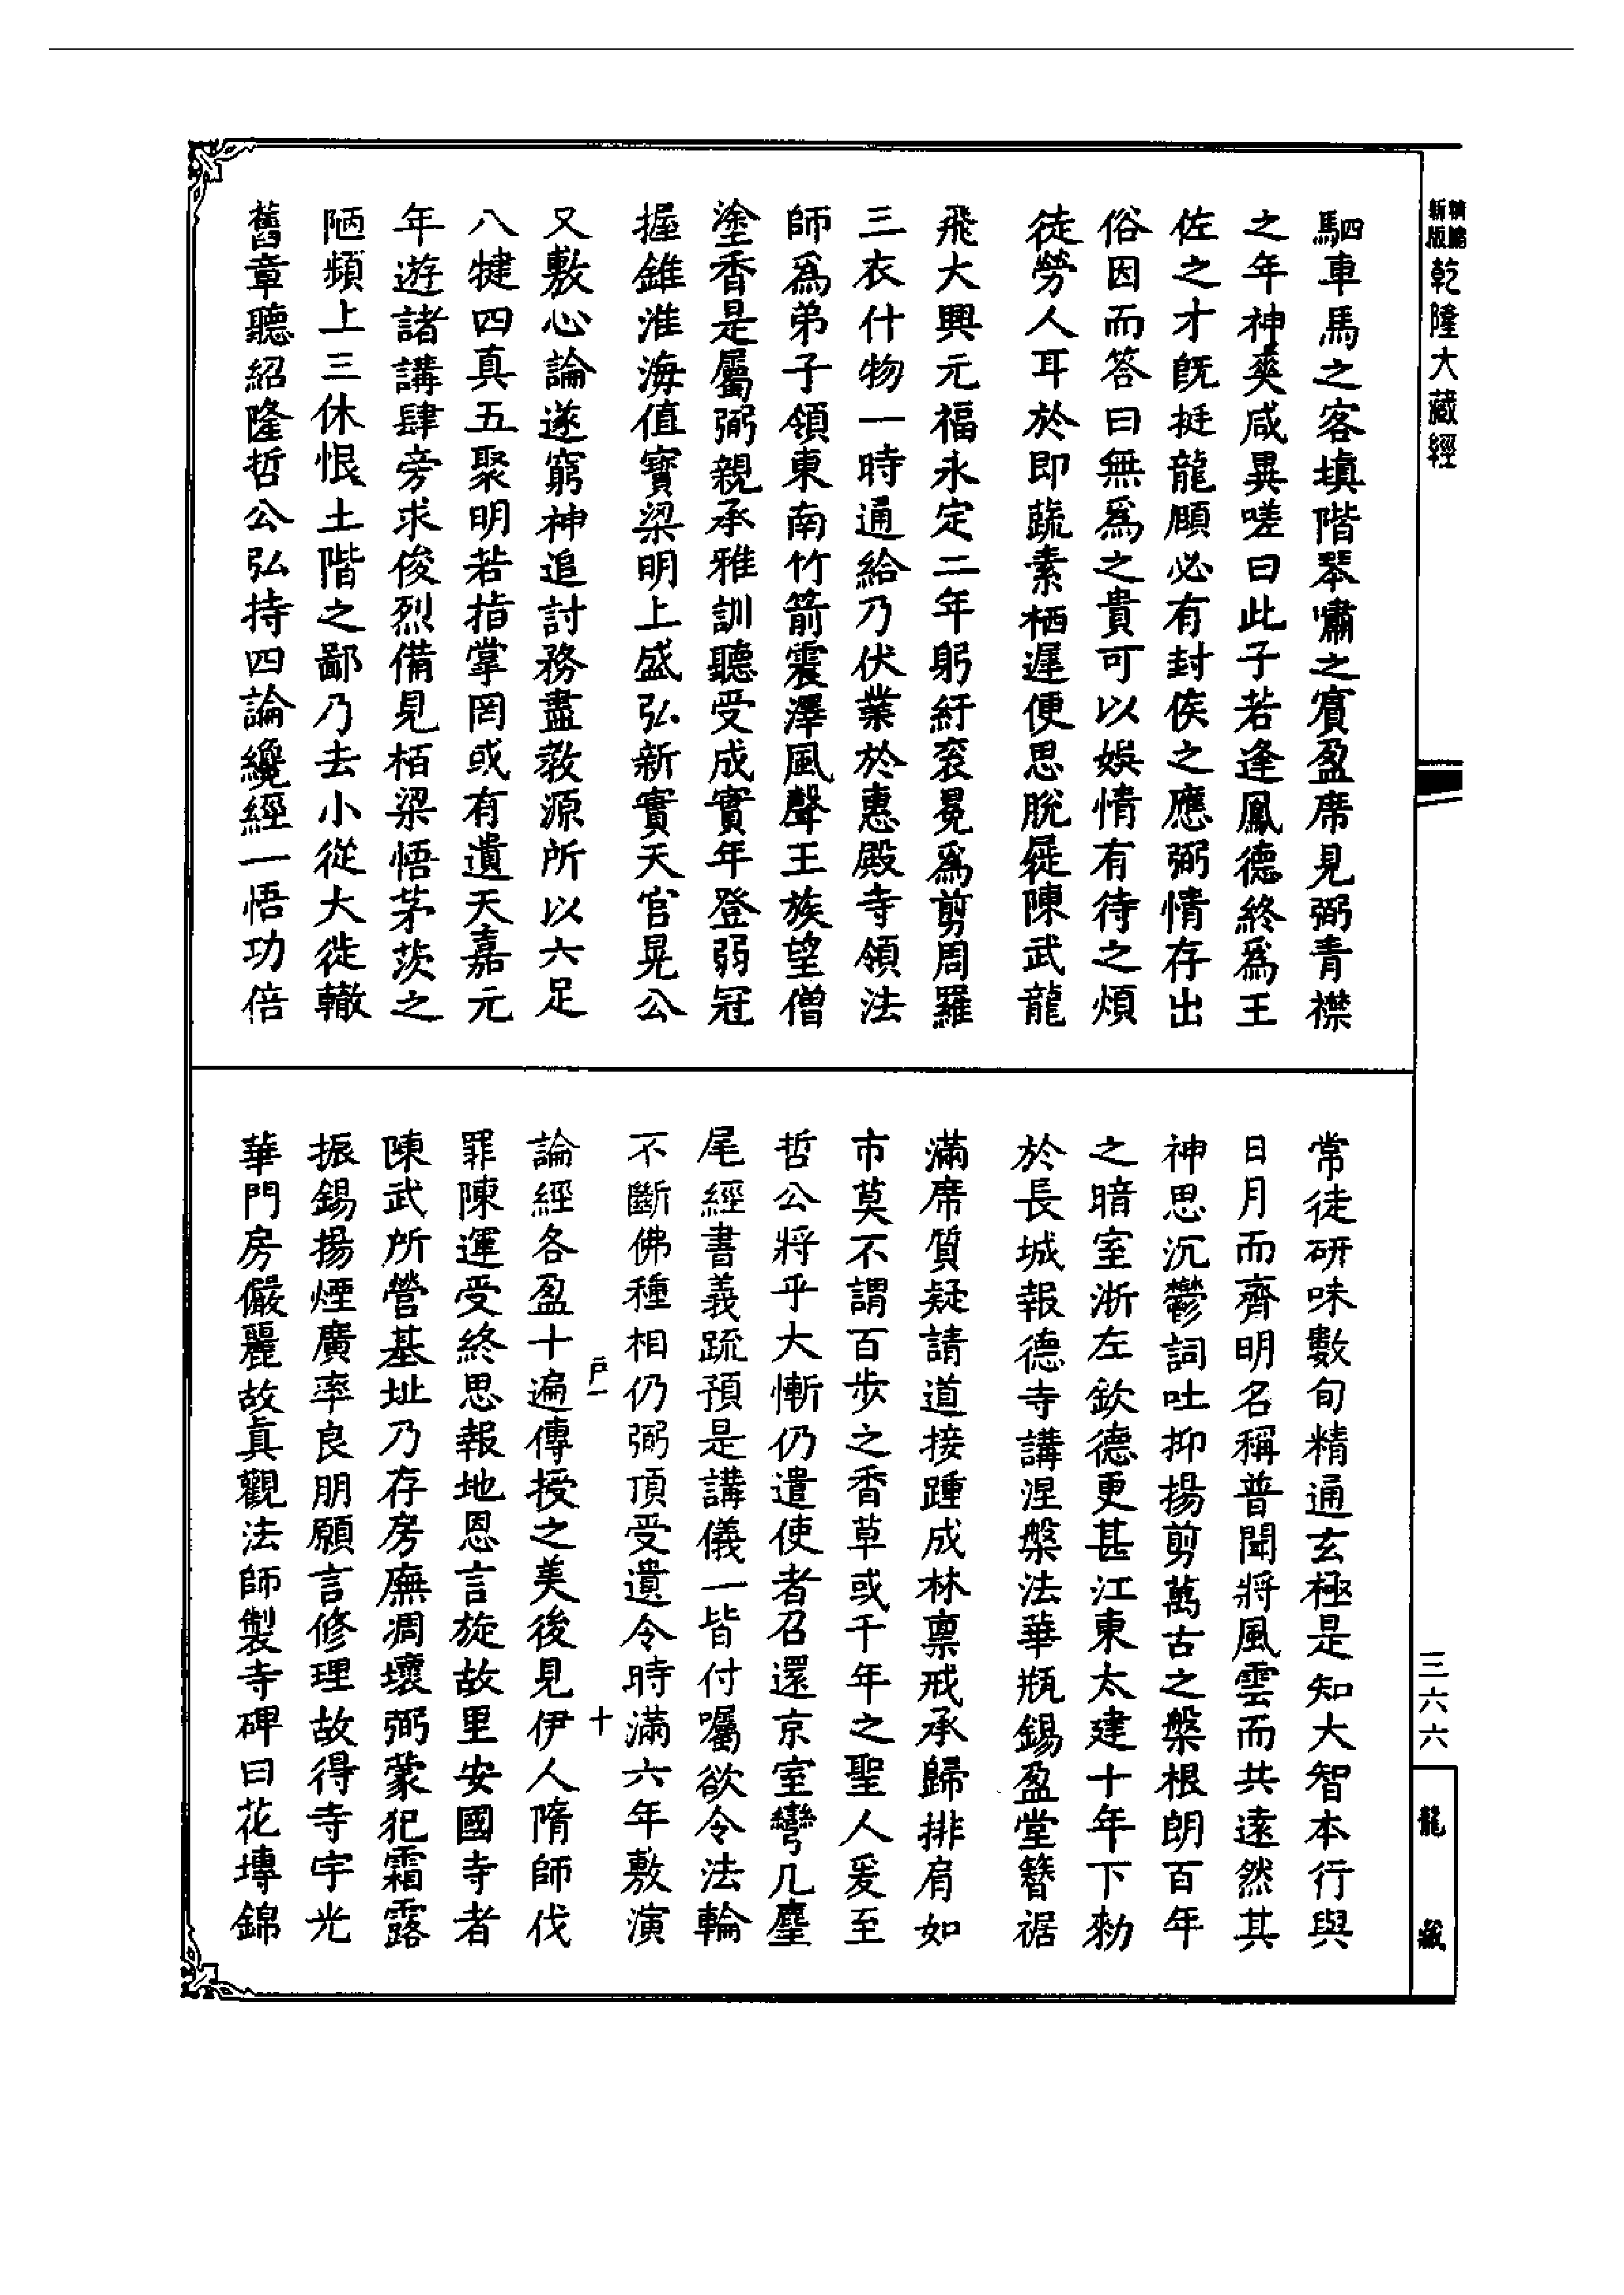 新版
精縮
乾隆大藏經
三六六
龍藏
駟車馬之客填階琴嘯之賓盈席見弼青襟
之年神爽咸異嗟曰此子若逢鳳德終爲王
佐之才旣挺龍顏必有封侯之應弼情存出
俗因而答曰無爲之貴可以娛情有待之煩
徒勞人耳於即蔬素栖遲便思脫屣陳武龍
飛大興元福永定二年躬紆衮冕爲剪周羅
三衣什物一時通給乃伏業於惠殿寺領法
師爲弟子領東南竹箭震澤風聲王族望僧
塗香是屬弼親承雅訓聽受成實年登弱冠
握錐淮海值寶梁明上盛弘新實天官晃公
又敷心論遂窮神追討務盡教源所以六足
八犍四真五聚明若指掌罔或有遺天嘉元
年遊諸講肆旁求俊烈備見栢梁悟茅茨之
陋頻上三休恨土階之鄙乃去小從大徙轍
舊章聽紹隆哲公弘持四論纔經一悟功倍
常徒研味數旬精通玄極是知大智本行與
日月而齊明名稱普聞將風雲而共遠然其
神思沉鬱詞吐抑揚剪萬古之槃根朗百年
之暗室浙左欽德更甚江東太建十年下勑
於長城報德寺講涅槃法華瓶錫盈堂簪裾
滿席質疑請道接踵成林禀戒承歸排肩如
市莫不謂百步之香草或千年之聖人爰至
哲公將乎大慚仍遣使者召還京室彎几麈
尾經書義疏預是講儀一皆付囑欲令法輪
不斷佛種相仍弼頂受遺令時滿六年敷演
戶一
十
論經各盈十遍傳授之美後見伊人隋師伐
罪陳運受終思報地恩言旋故里安國寺者
陳武所營基址乃存房廡凋壞弼蒙犯霜露
振錫揚煙廣率良朋願言修理故得寺宇光
華門房儼麗故真觀法師製寺碑曰花塼錦